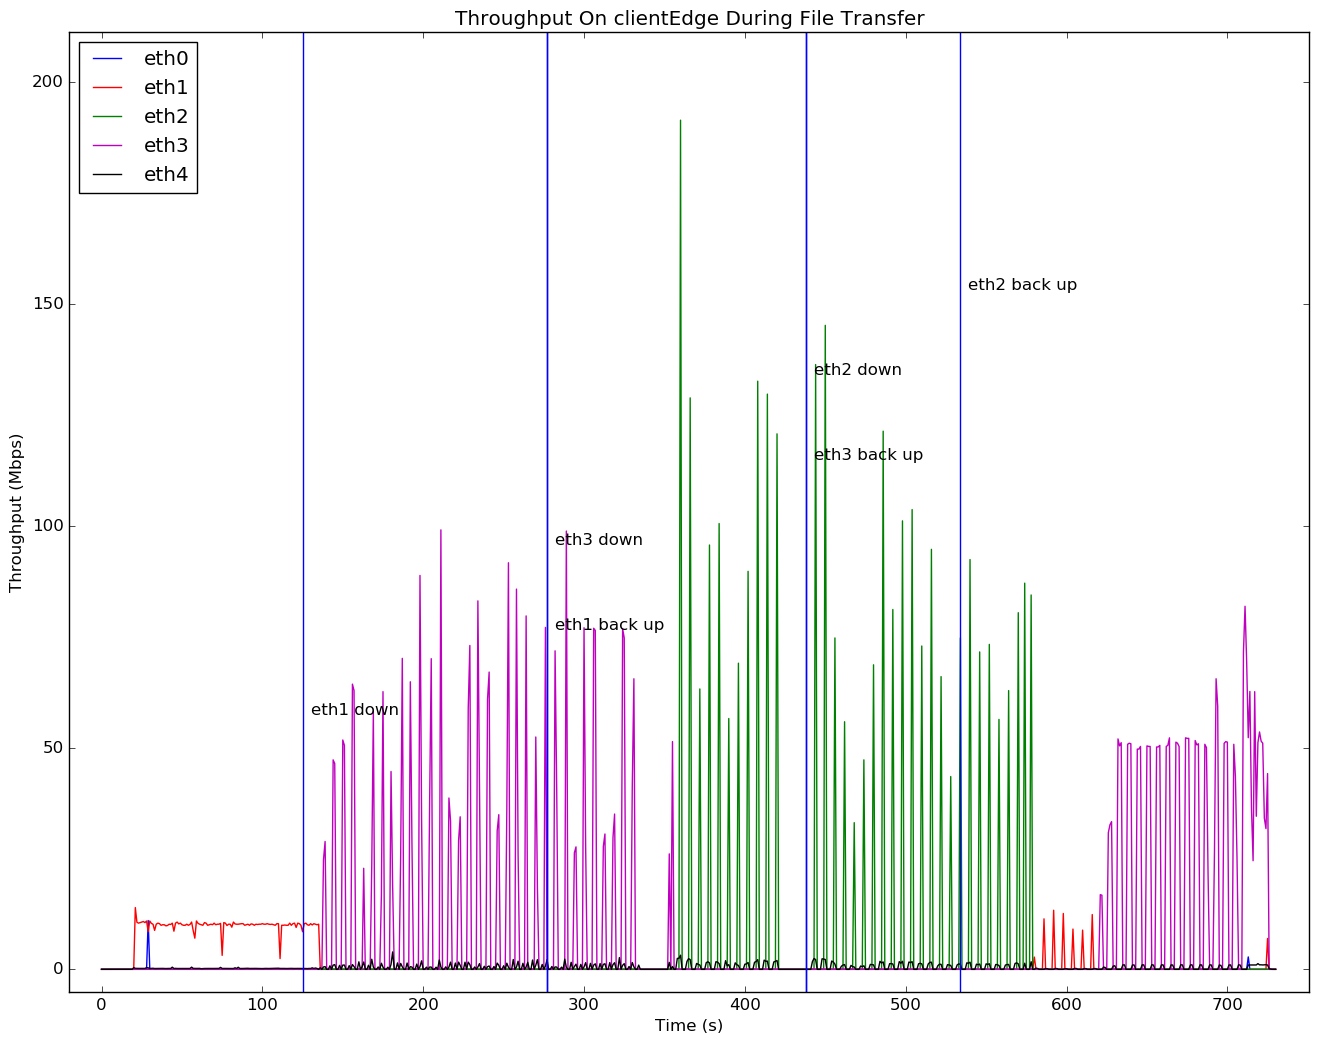 Throughput On clientEdge During File Transfer
eth0
eth1
eth2
eth3
eth4
200
150
100
50
0
Throughput (Mbps)
eth2 back up
eth2 down
eth3 back up
eth3 down
eth1 back up
eth1 down
0 100 200 300 400 500 600 700
Time (s)